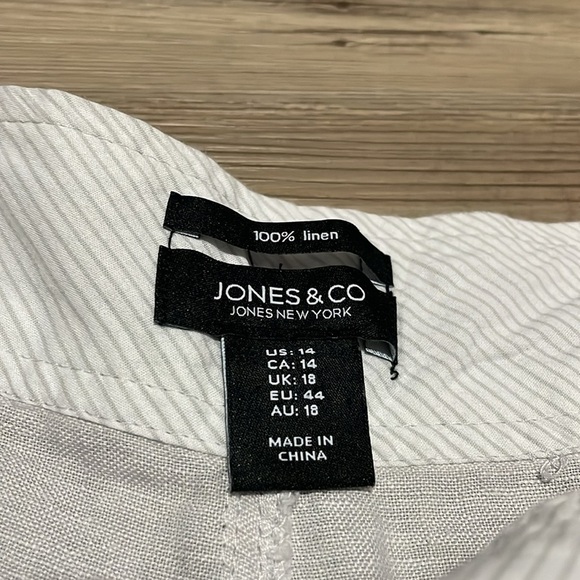 100% linen
JONES & CO
JONES NEW YORK
US: 14
CA: 14
UK: 18
EU: 44
AU: 18
MADE IN
CHINA